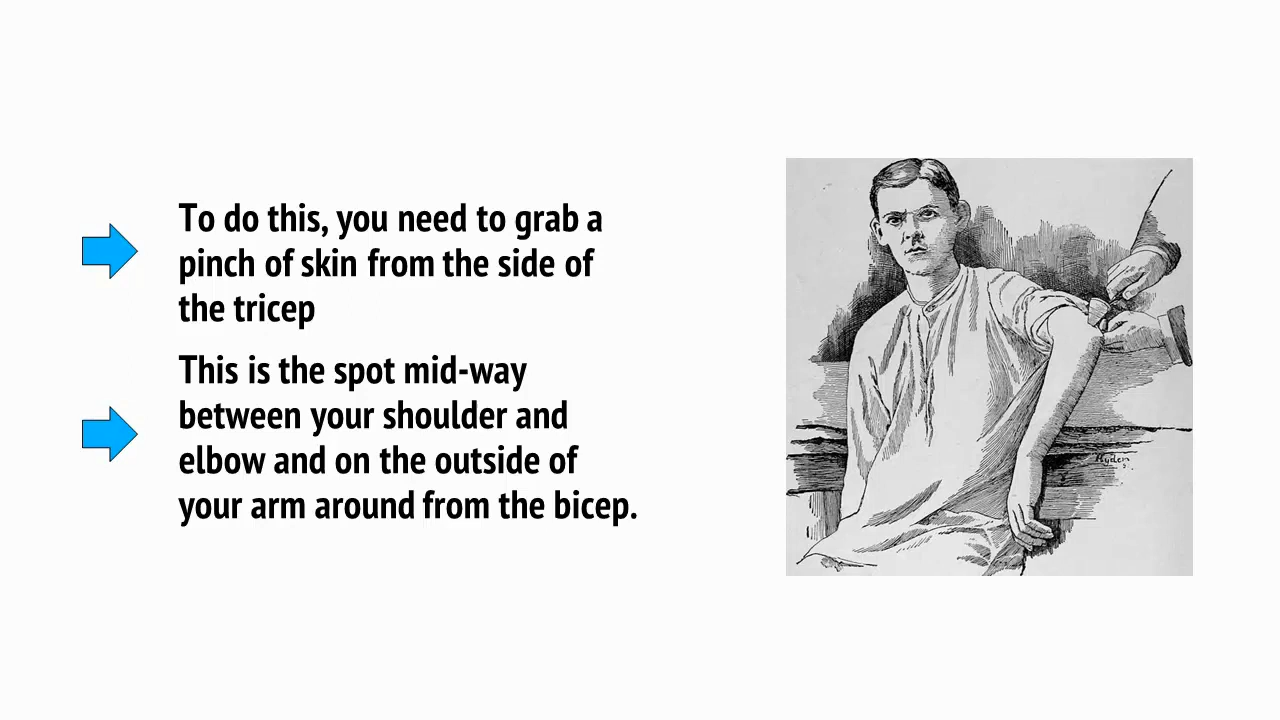 To do this, you need to grab a
pinch of skin from the side of
the tricep
This is the spot mid-way
between your shoulder and
elbow and on the outside of
your arm around from the bicep.